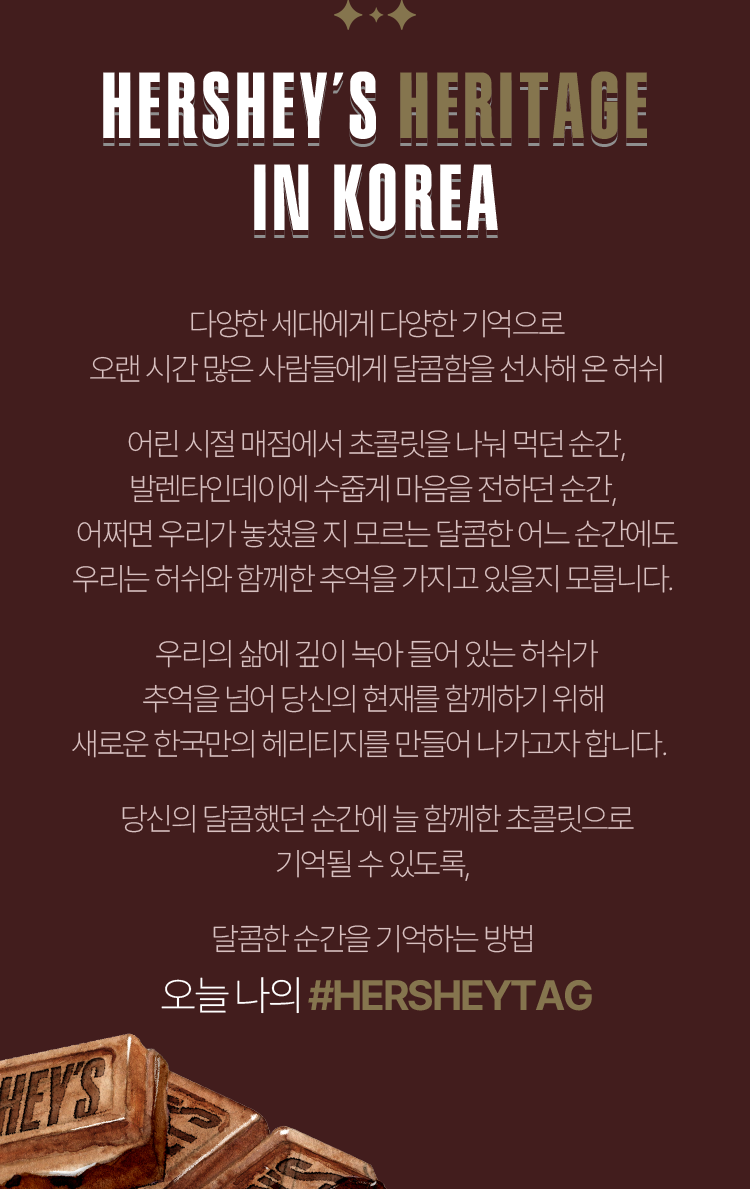 HERSHEY'S HERITAGE
IN KOREA
다양한 세대에게 다양한 기억으로
오랜 시간 많은 사람들에게 달콤함을 선사해 온 허쉬
어린 시절 매점에서 초콜릿을 나눠 먹던 순간,
발렌타인데이에 수줍게 마음을 전하던 순간,
어쩌면 우리가 놓쳤을 지 모르는 달콤한 어느 순간에도
우리는 허쉬와 함께한 추억을 가지고 있을지 모릅니다.
우리의 삶에 깊이 녹아 들어 있는 허쉬가
추억을 넘어 당신의 현재를 함께하기 위해
새로운 한국만의 헤리티지를 만들어 나가고자 합니다.
당신의 달콤했던 순간에 늘 함께한 초콜릿으로
기억될 수 있도록,
달콤한 순간을 기억하는 방법
오늘 나의 #HERSHEYTAG
HEY'S